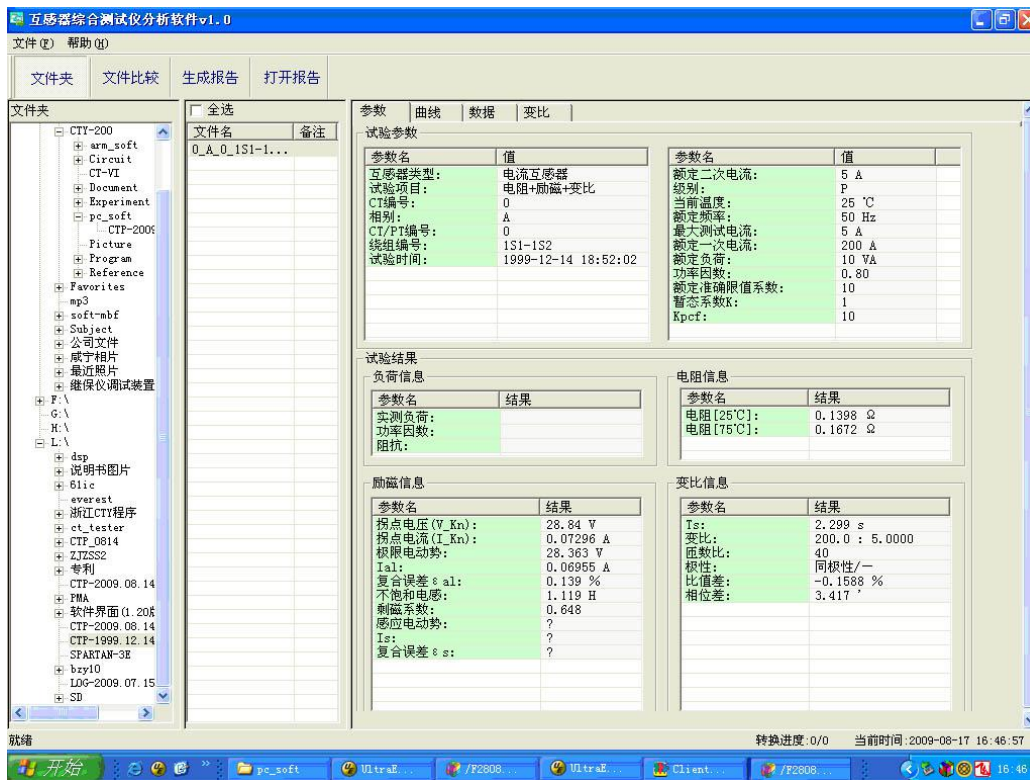 互感器综合测试仪分析软件v1.0
文件(F) 帮助(H)
文件夹 文件比较 生成报告 打开报告
文件夹
CTY-200
arm_soft
Circuit
CT-VI
Document
Experiment
pc_soft
CTP-2009
Picture
Program
Reference
Favorites
mp3
soft-mbf
Subject
公司文件
咸宁相片
最近照片
继保仪调试装置
F:\
G:\
H:\
L:\
dsp
说明书图片
61ic
everest
浙江CTY程序
ct_tester
CTP_0814
ZJZSS2
专利
CTP-2009.08.14
PMA
软件界面(1.20版
CTP-2009.08.14
CTP-1999.12.14
SPARTAN-3E
bzy10
LOG-2009.07.15
SD
全选
文件名 备注
0_A_0_1S1-1...
参数 曲线 数据 变比
试验参数
参数名 值
互感器类型: 电流互感器
试验项目: 电阻+励磁+变比
CT编号: 0
相别: A
CT/PT编号: 0
绕组编号: 1S1-1S2
试验时间: 1999-12-14 18:52:02
参数名 值
额定二次电流: 5 A
级别: P
当前温度: 25 ℃
额定频率: 50 Hz
最大测试电流: 5 A
额定一次电流: 200 A
额定负荷: 10 VA
功率因数: 0.80
额定准确限值系数: 10
暂态系数K: 1
Kpcf: 10
试验结果
负荷信息
参数名 结果
实测负荷:
功率因数:
阻抗:
电阻信息
参数名 结果
电阻[25℃]: 0.1398 Ω
电阻[75℃]: 0.1672 Ω
励磁信息
参数名 结果
拐点电压(V_Kn): 28.84 V
拐点电流(I_Kn): 0.07296 A
极限电动势: 28.363 V
Ial: 0.06955 A
复合误差εal: 0.139 %
不饱和电感: 1.119 H
剩磁系数: 0.648
感应电动势: ?
Is: ?
复合误差εs: ?
变比信息
参数名 结果
Ts: 2.299 s
变比: 200.0 : 5.0000
匝数比: 40
极性: 同极性/—
比值差: -0.1588 %
相位差: 3.417 '
就绪 转换进度:0/0 当前时间:2009-08-17 16:46:57
开始 pc_soft UltraE... /F2808... UltraE... Client... /F2808... 16:46